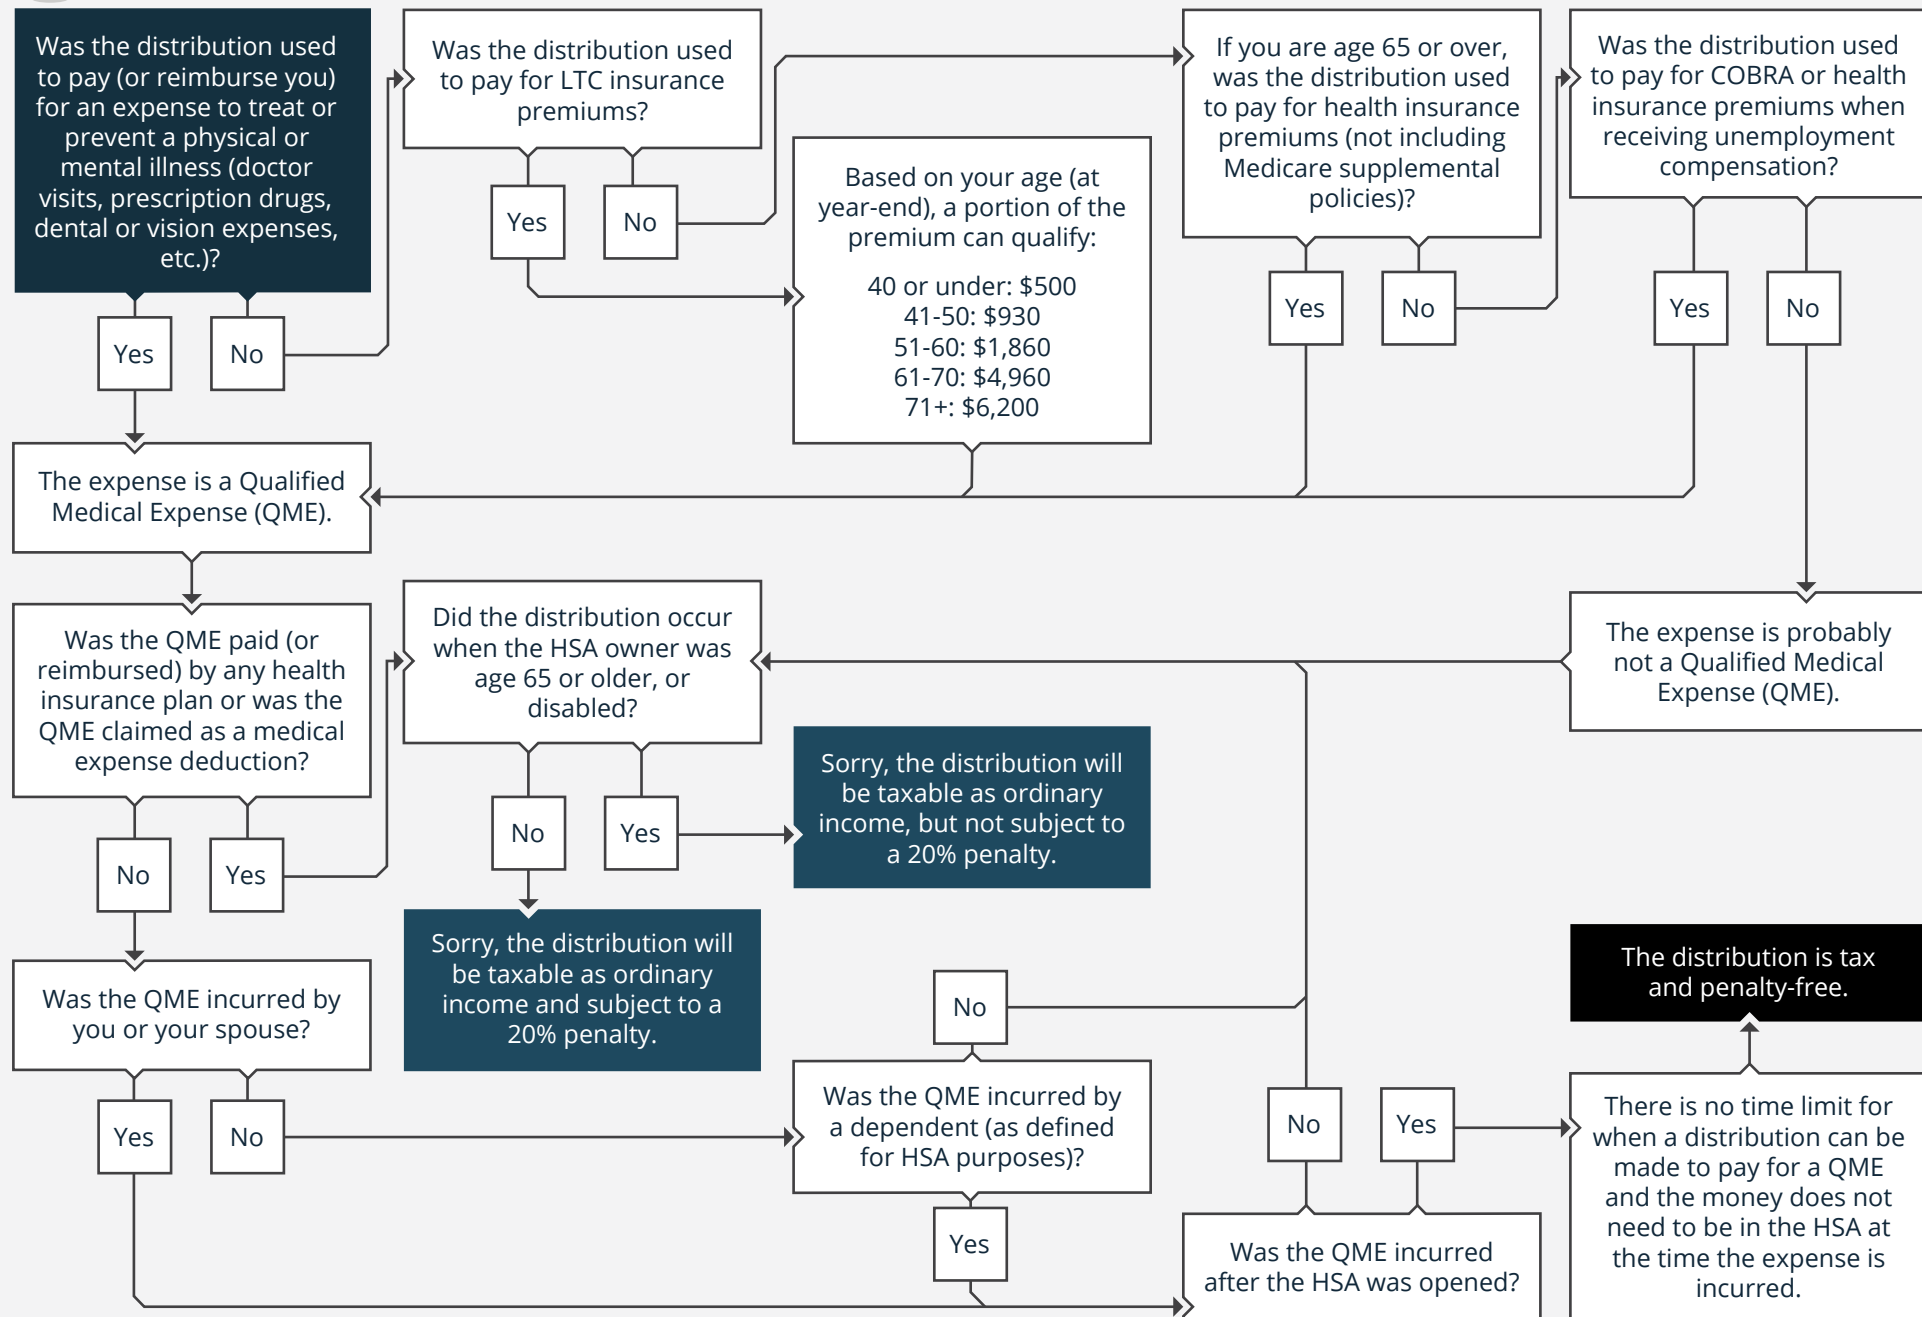 Was the distribution used
to pay (or reimburse you)
for an expense to treat or
prevent a physical or
mental illness (doctor
visits, prescription drugs,
dental or vision expenses,
etc.)?
Yes
No
Was the distribution used
to pay for LTC insurance
premiums?
Yes
No
Based on your age (at
year-end), a portion of the
premium can qualify:
40 or under: $500
41-50: $930
51-60: $1,860
61-70: $4,960
71+: $6,200
If you are age 65 or over,
was the distribution used
to pay for health insurance
premiums (not including
Medicare supplemental
policies)?
Yes
No
Was the distribution used
to pay for COBRA or health
insurance premiums when
receiving unemployment
compensation?
Yes
No
The expense is a Qualified
Medical Expense (QME).
Was the QME paid (or
reimbursed) by any health
insurance plan or was the
QME claimed as a medical
expense deduction?
No
Yes
Did the distribution occur
when the HSA owner was
age 65 or older, or
disabled?
No
Yes
Sorry, the distribution will
be taxable as ordinary
income, but not subject to
a 20% penalty.
Sorry, the distribution will
be taxable as ordinary
income and subject to a
20% penalty.
The expense is probably
not a Qualified Medical
Expense (QME).
Was the QME incurred by
you or your spouse?
Yes
No
No
Was the QME incurred by
a dependent (as defined
for HSA purposes)?
Yes
No
Yes
Was the QME incurred
after the HSA was opened?
The distribution is tax
and penalty-free.
There is no time limit for
when a distribution can be
made to pay for a QME
and the money does not
need to be in the HSA at
the time the expense is
incurred.